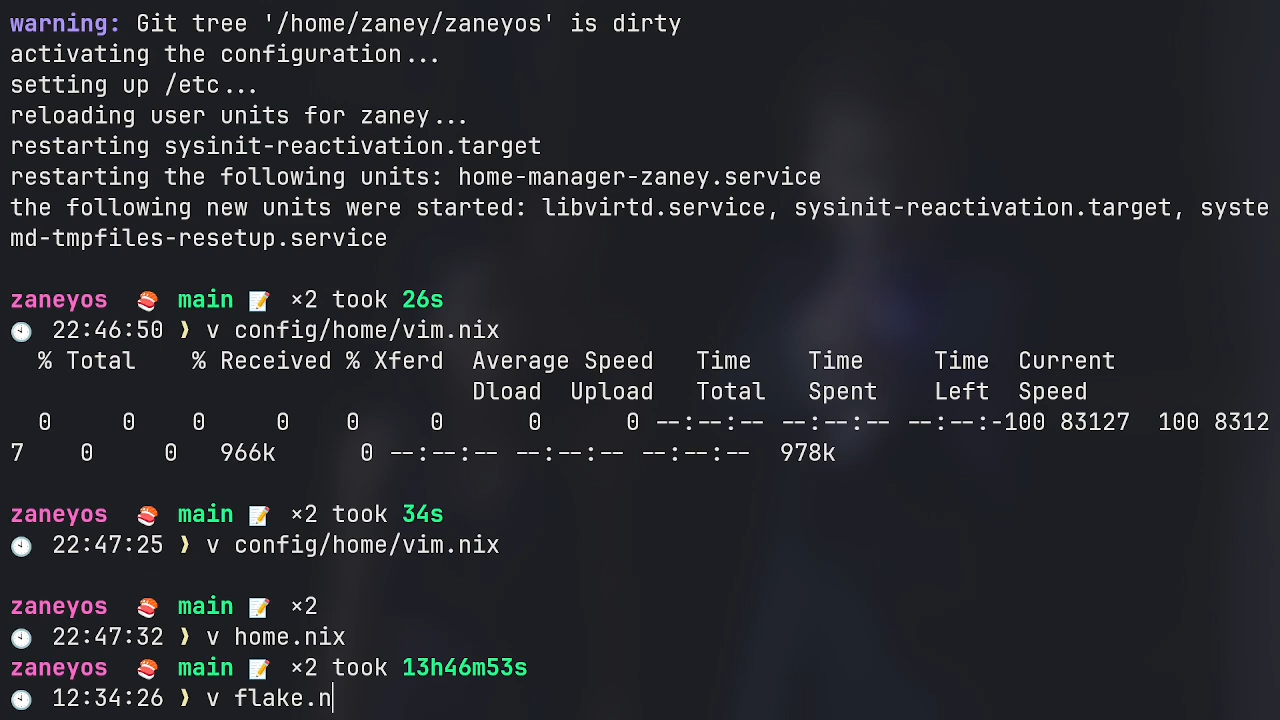 warning: Git tree '/home/zaney/zaneyos' is dirty
activating the configuration...
setting up /etc...
reloading user units for zaney...
restarting sysinit-reactivation.target
restarting the following units: home-manager-zaney.service
the following new units were started: libvirtd.service, sysinit-reactivation.target, syste
md-tmpfiles-resetup.service
zaneyos 🍣 main 📝 ×2 took 26s
🕙 22:46:50 ❯ v config/home/vim.nix
% Total % Received % Xferd Average Speed Time Time Time Current
Dload Upload Total Spent Left Speed
0 0 0 0 0 0 0 0 --:--:-- --:--:-- --:--:-100 83127 100 8312
7 0 0 966k 0 --:--:-- --:--:-- --:--:-- 978k
zaneyos 🍣 main 📝 ×2 took 34s
🕙 22:47:25 ❯ v config/home/vim.nix
zaneyos 🍣 main 📝 ×2
🕙 22:47:32 ❯ v home.nix
zaneyos 🍣 main 📝 ×2 took 13h46m53s
🕙 12:34:26 ❯ v flake.n